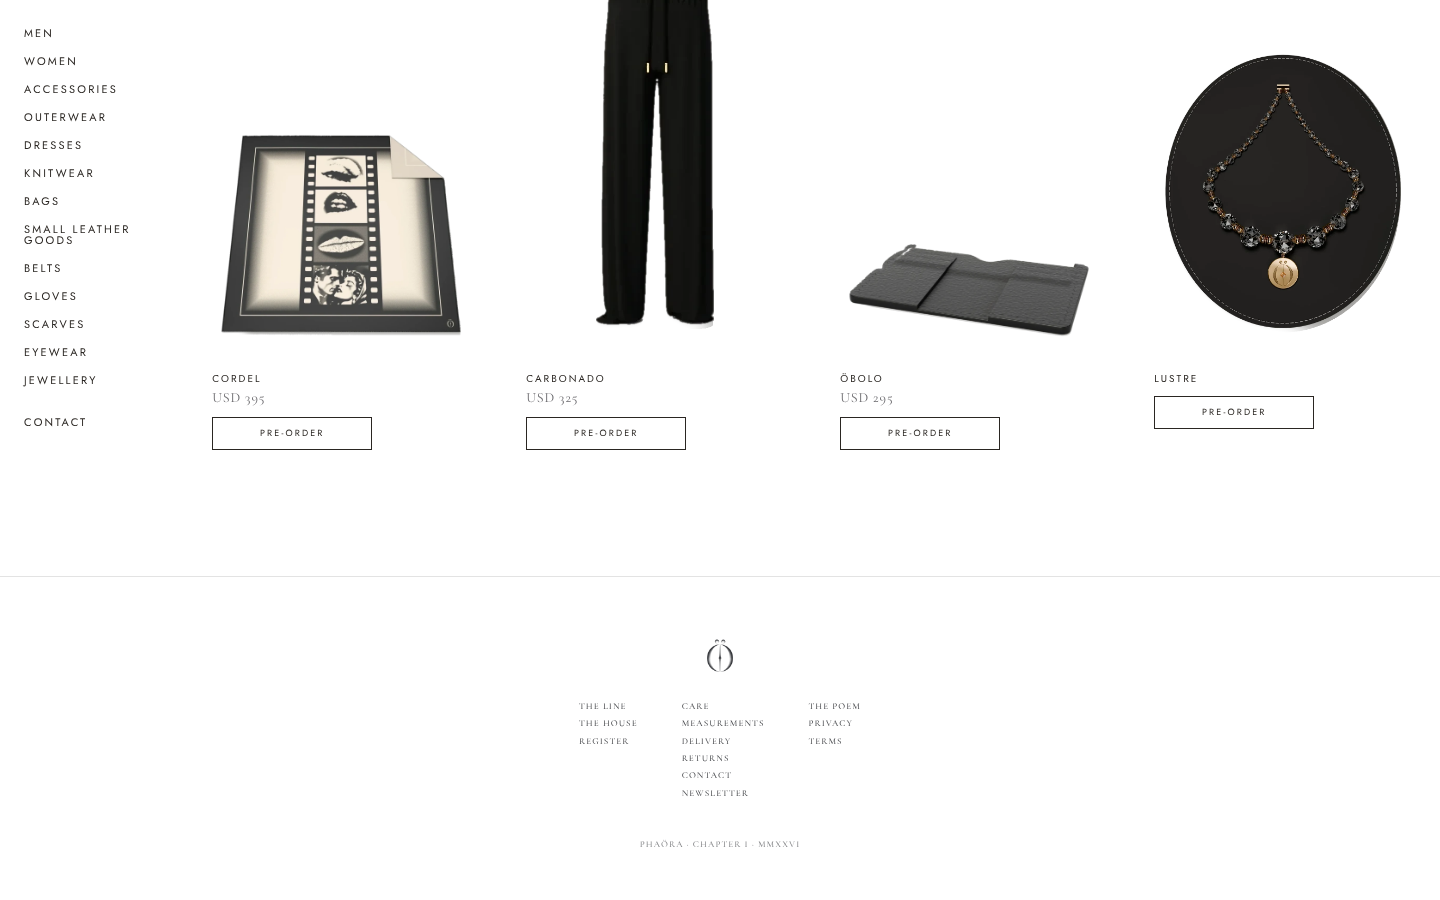 MEN
WOMEN
ACCESSORIES
OUTERWEAR
DRESSES
KNITWEAR
BAGS
SMALL LEATHER
GOODS
BELTS
GLOVES
SCARVES
EYEWEAR
JEWELLERY
CONTACT
CORDEL
USD 395
PRE-ORDER
CARBONADO
USD 325
PRE-ORDER
ÖBOLO
USD 295
PRE-ORDER
LUSTRE
PRE-ORDER
Ö
THE LINE
THE HOUSE
REGISTER
CARE
MEASUREMENTS
DELIVERY
RETURNS
CONTACT
NEWSLETTER
THE POEM
PRIVACY
TERMS
PHAÖRA · CHAPTER I · MMXXVI